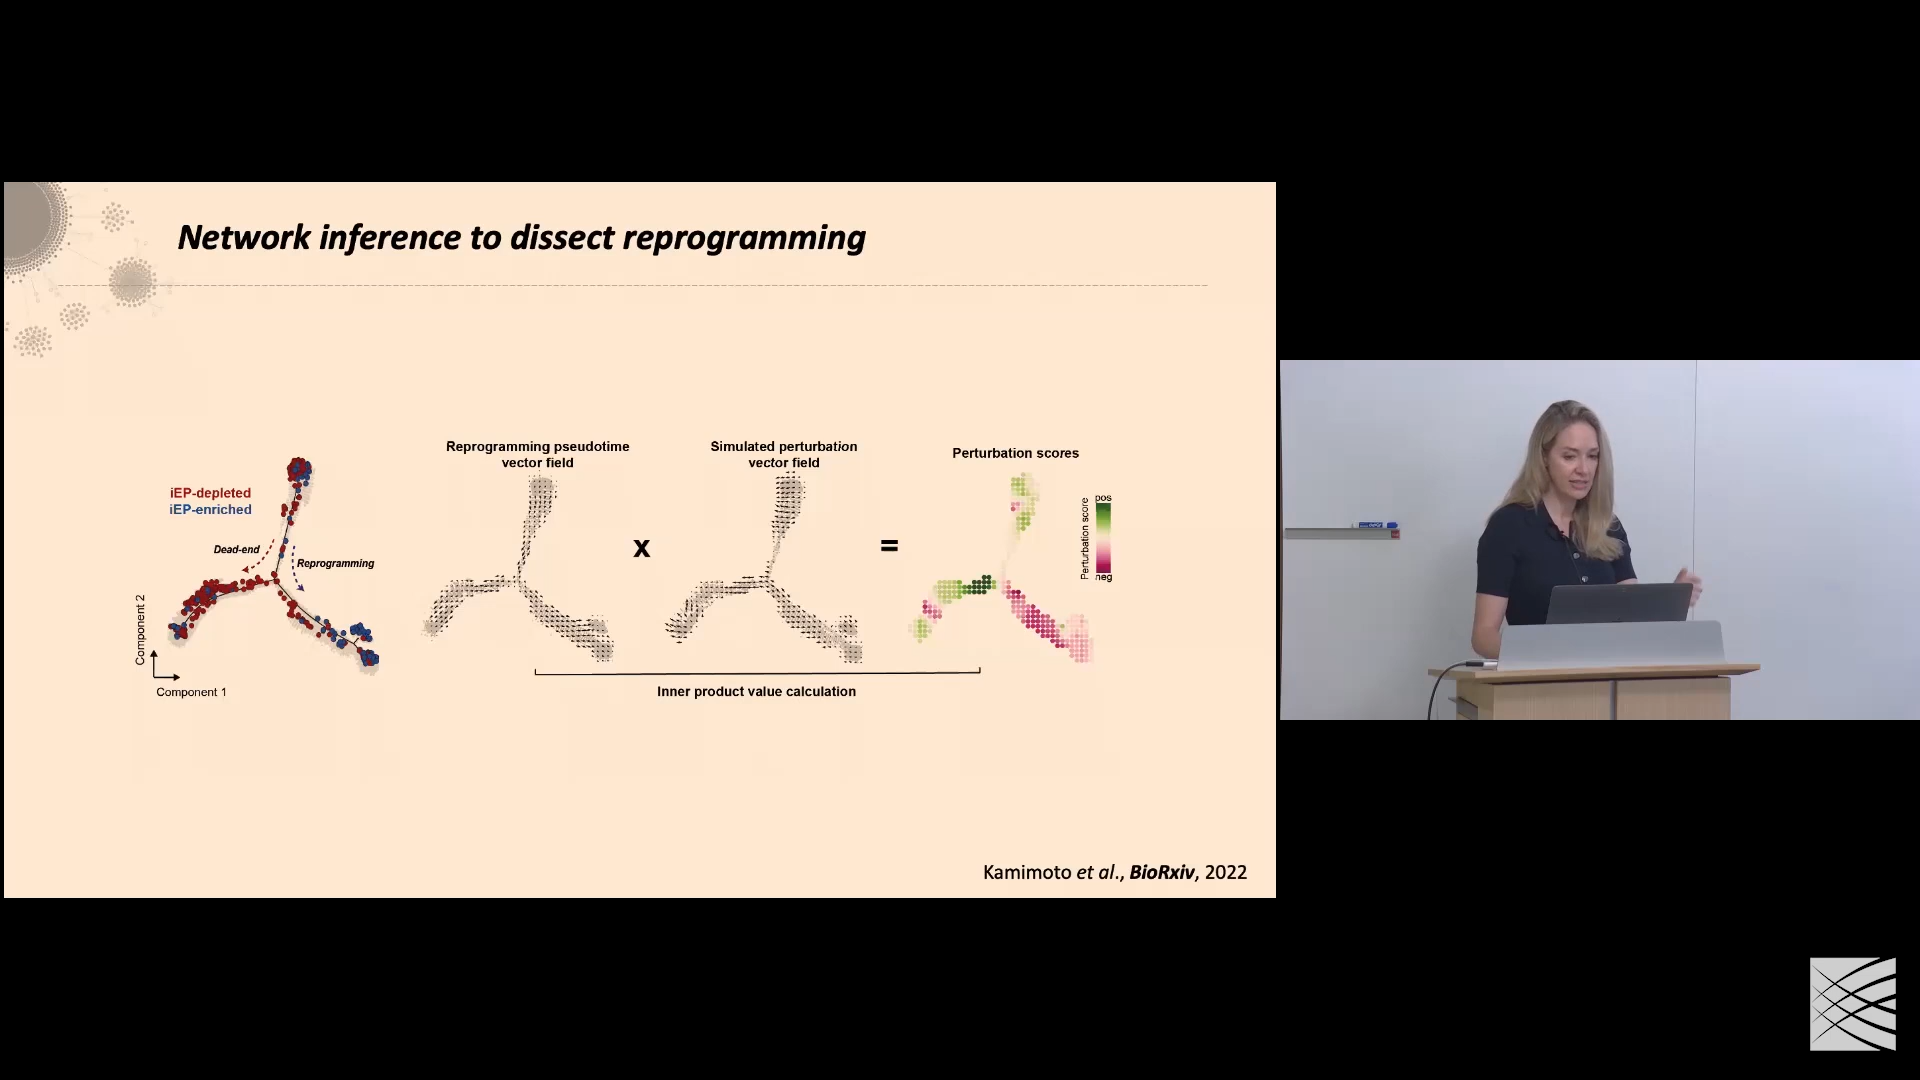 Network inference to dissect reprogramming
iEP-depleted
iEP-enriched
Dead-end
Reprogramming
Component 2
Component 1
Reprogramming pseudotime
vector field
x
Simulated perturbation
vector field
=
Perturbation scores
Perturbation score
pos
neg
Inner product value calculation
Kamimoto et al., BioRxiv, 2022